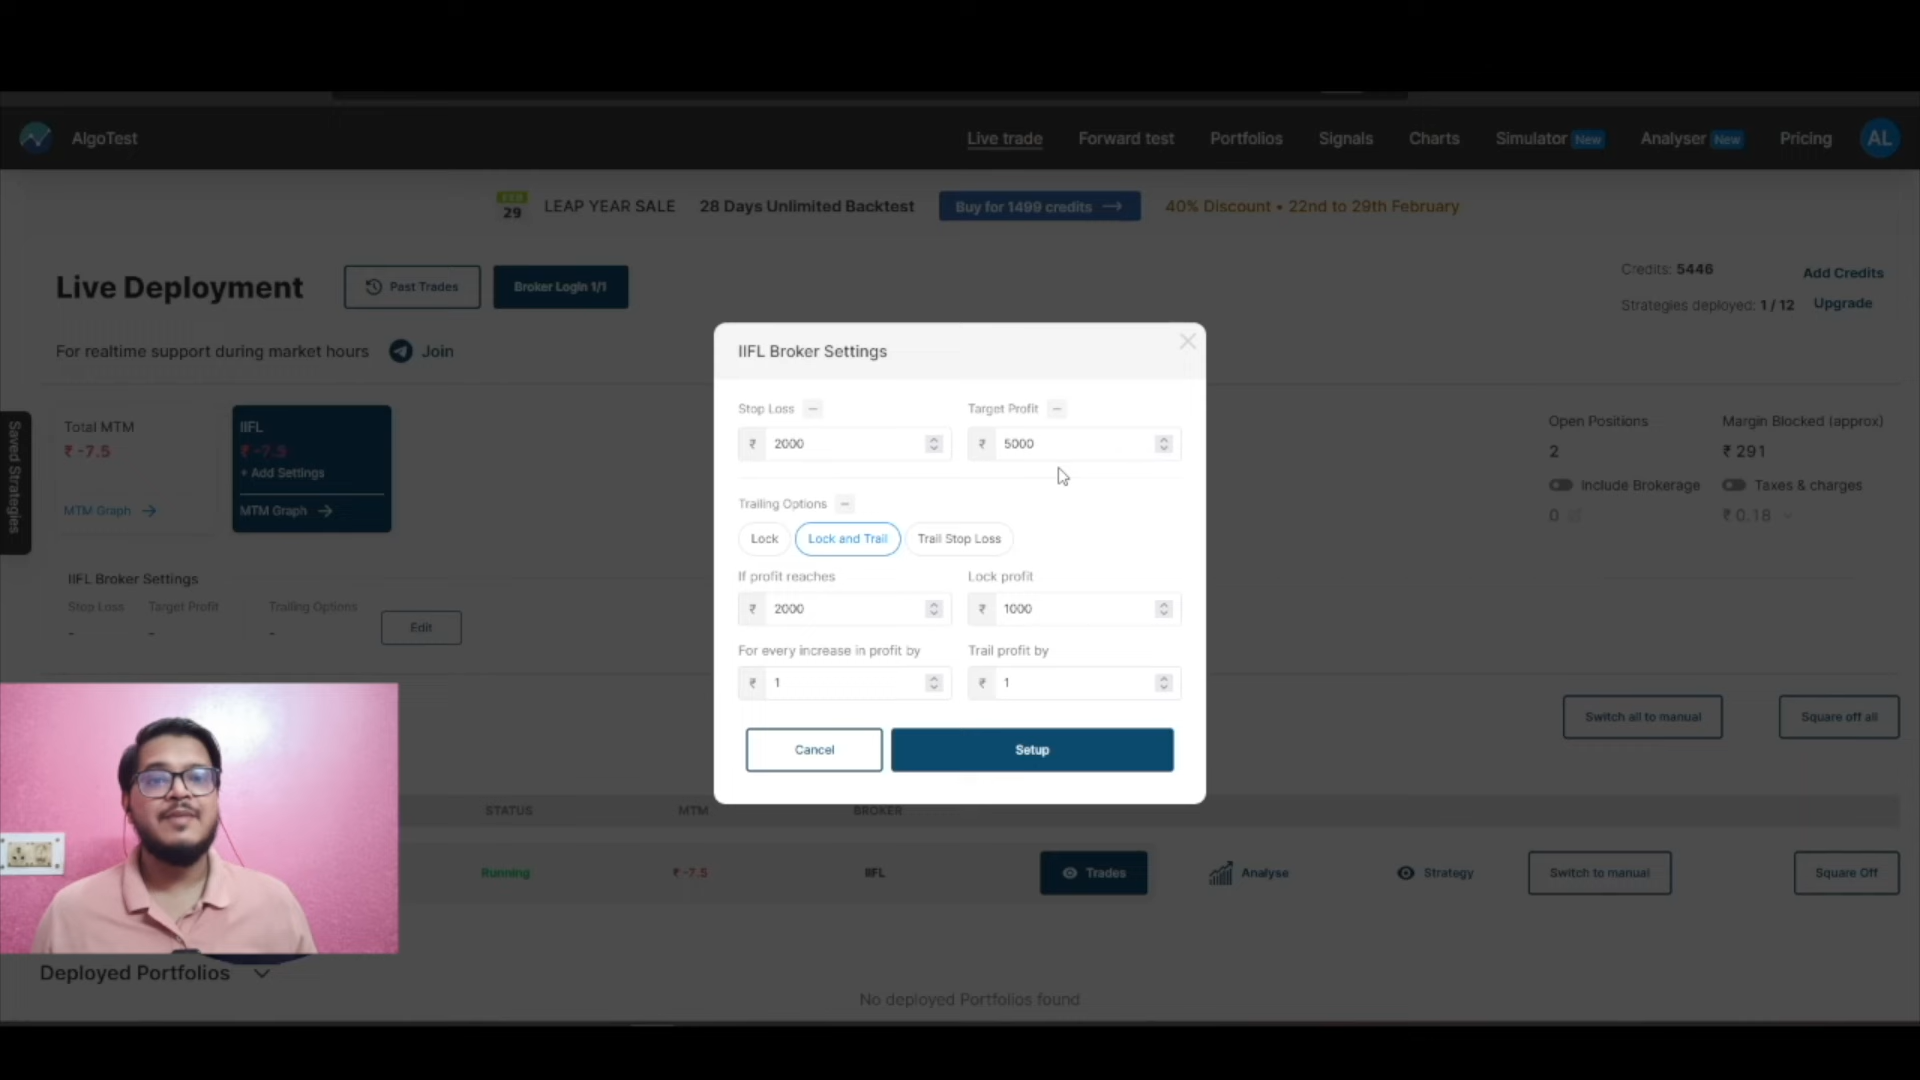 AlgoTest
Live trade Forward test Portfolios Signals Charts Simulator New Analyser New Pricing AL
29 LEAP YEAR SALE 28 Days Unlimited Backtest Buy for 1499 credits → 40% Discount • 22nd to 29th February
Live Deployment Past Trades Broker Login 1/1
Credits: 5446 Add Credits
Strategies deployed: 1 / 12 Upgrade
For realtime support during market hours Join
Saved Strategies
Total MTM
₹ -7.5
MTM Graph →
IIFL
₹ -7.5
+ Add Settings
MTM Graph →
Open Positions Margin Blocked (approx)
2 ₹ 291
Include Brokerage Taxes & charges
0 ₹ 0.18
IIFL Broker Settings
Stop Loss Target Profit Trailing Options
- - -
Edit
IIFL Broker Settings
Stop Loss Target Profit
₹ 2000 ₹ 5000
Trailing Options
Lock Lock and Trail Trail Stop Loss
If profit reaches Lock profit
₹ 2000 ₹ 1000
For every increase in profit by Trail profit by
₹ 1 ₹ 1
Cancel Setup
Switch all to manual Square off all
STATUS MTM BROKER
Running ₹ -7.5 IIFL Trades Analyse Strategy Switch to manual Square Off
Deployed Portfolios
No deployed Portfolios found